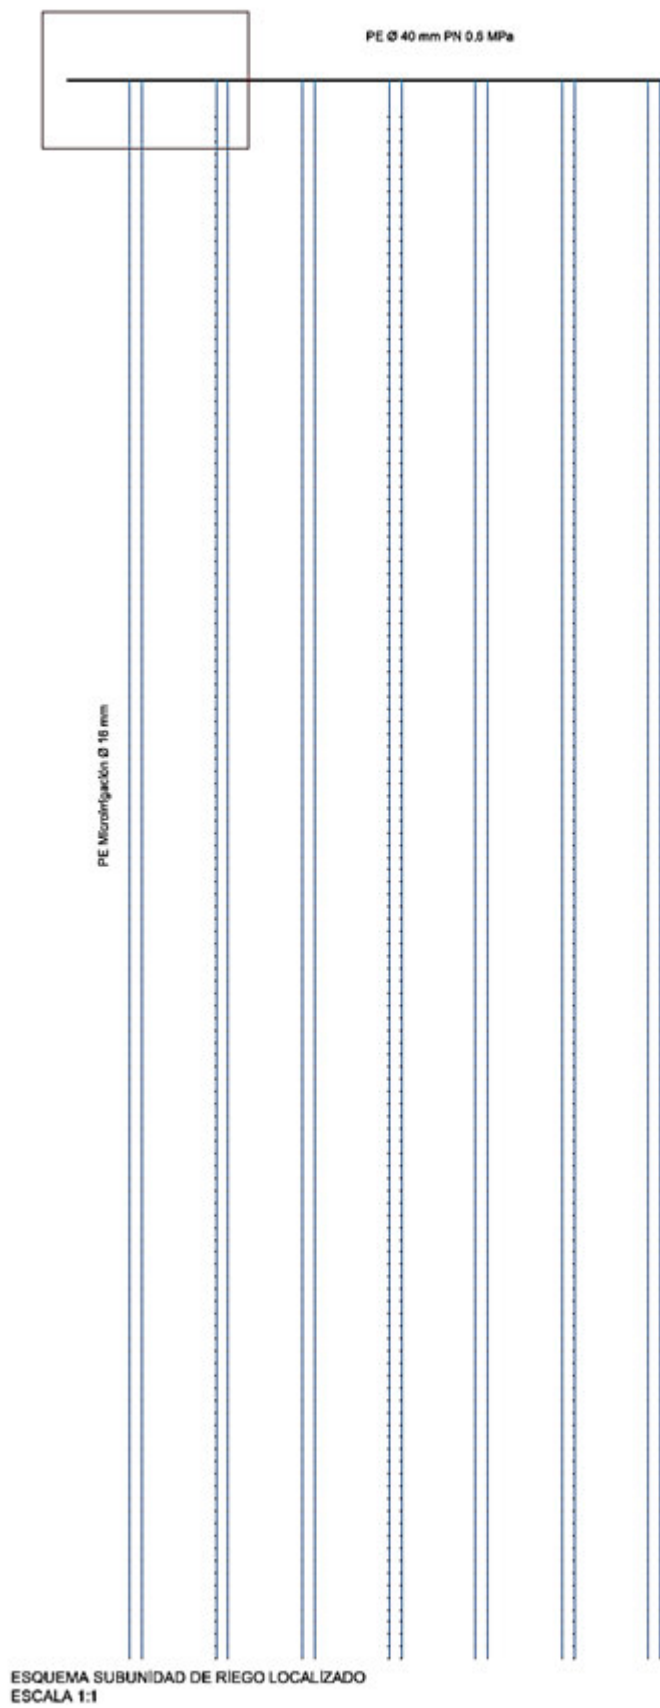 PE Ø 40 mm PN 0.6 MPa
PE Microirrigación Ø 16 mm
ESQUEMA SUBUNIDAD DE RIEGO LOCALIZADO
ESCALA 1:1